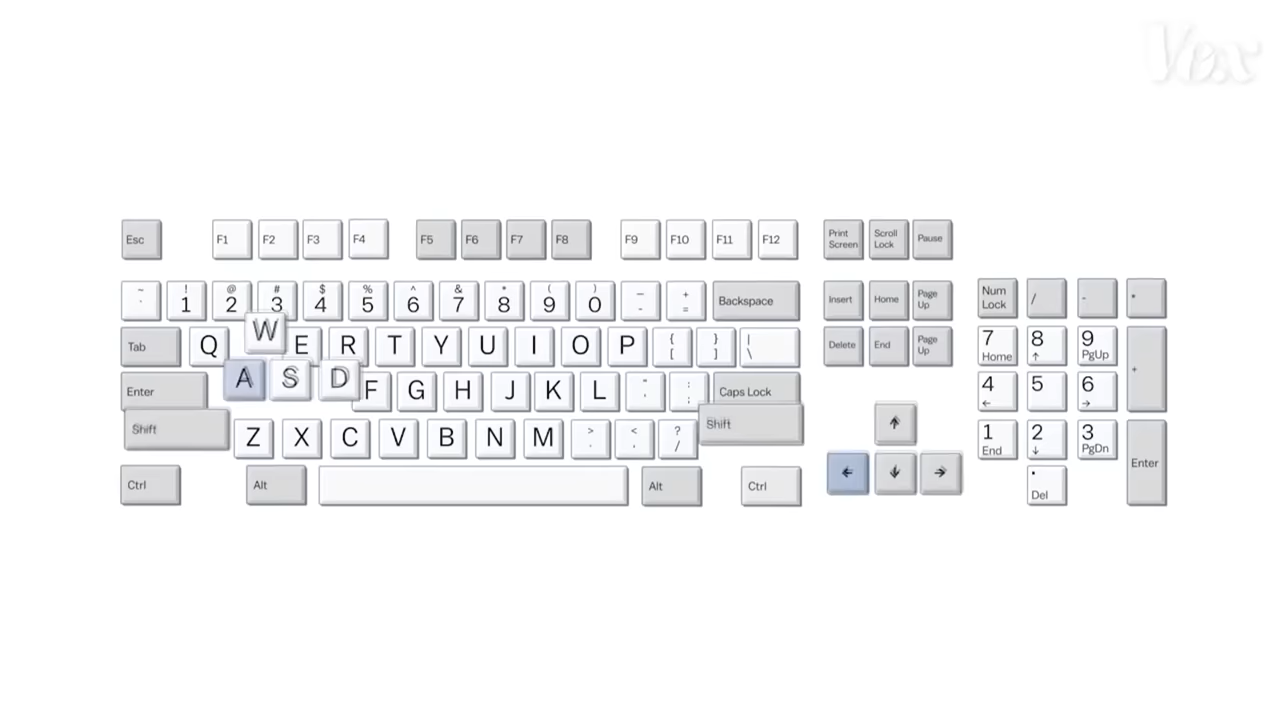 Vox
Esc F1 F2 F3 F4 F5 F6 F7 F8 F9 F10 F11 F12 Print Screen Scroll Lock Pause
~ ` ! 1 @ 2 # 3 $ 4 % 5 ^ 6 & 7 * 8 ( 9 ) 0 _ - + = Backspace Insert Home Page Up Num Lock / - *
Tab Q W E R T Y U I O P { [ } ] | \ Delete End Page Up 7 Home 8 ↑ 9 PgUp +
Enter A S D F G H J K L " ' : ; Caps Lock 4 ← 5 6 →
Shift Z X C V B N M > . < , ? / Shift ↑ 1 End 2 ↓ 3 PgDn Enter
Ctrl Alt Alt Ctrl ← ↓ → . Del